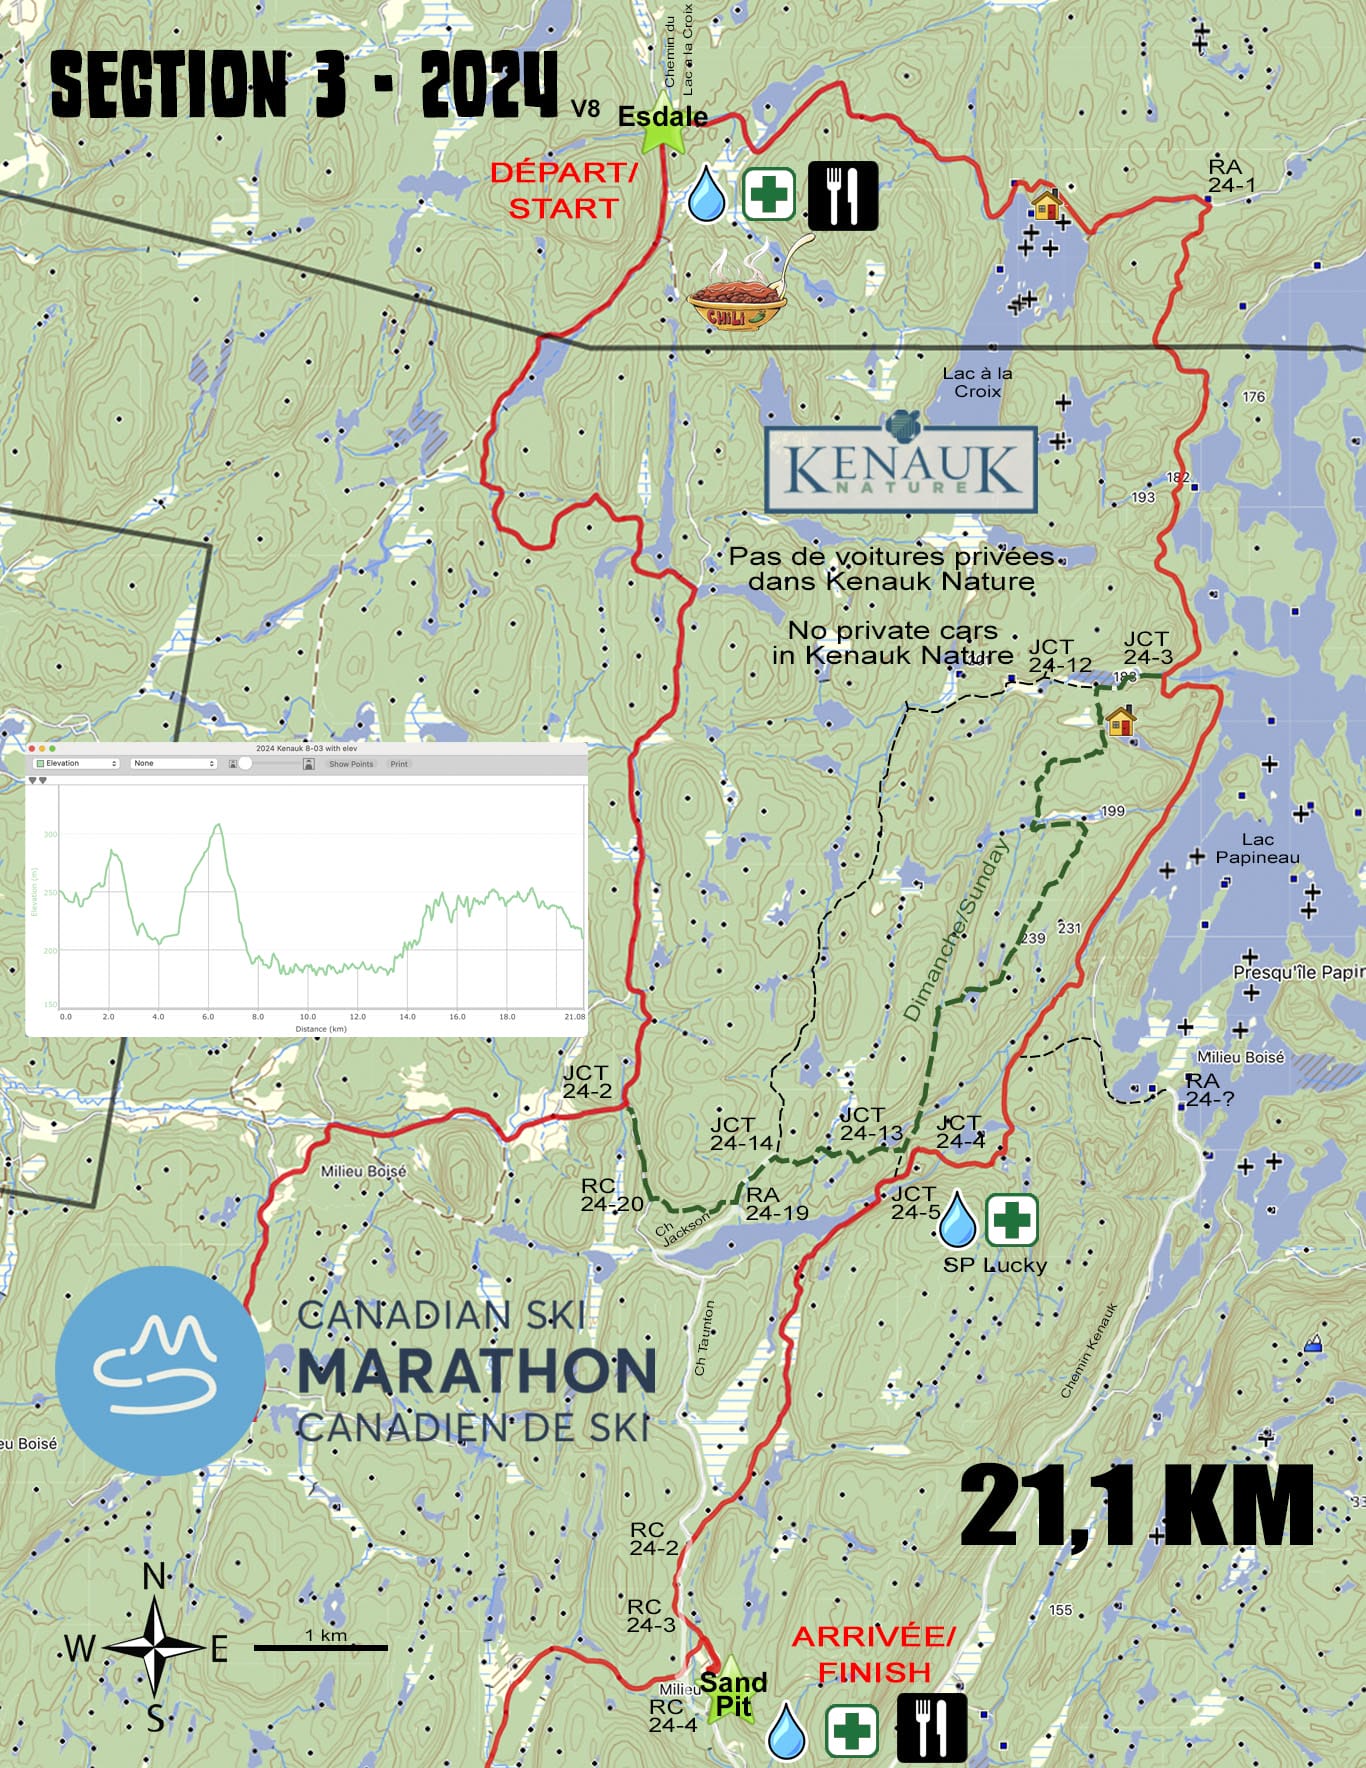 SECTION 3 - 2024
V8
Chemin du
Lac à la Croix
Esdale
DÉPART/
START
RA
24-1
CHILI
Lac à la
Croix
176
KENAUK
NATURE
182
193
Pas de voitures privées
dans Kenauk Nature
No private cars
in Kenauk Nature
JCT
24-12
JCT
24-3
183
2024 Kenauk 8-03 with elev
Elevation
None
Show Points
Print
Elevation (m)
300
250
200
150
0.0
2.0
4.0
6.0
8.0
10.0
12.0
14.0
16.0
18.0
21.08
Distance (km)
199
Lac
Papineau
Dimanche/Sunday
239
231
Presqu'île Papin
Milieu Boisé
RA
24-?
JCT
24-2
JCT
24-14
JCT
24-13
JCT
24-4
Milieu Boisé
RC
24-20
RA
24-19
JCT
24-5
Ch
Jackson
SP Lucky
Ch Taunton
Chemin Kenauk
CANADIAN SKI
MARATHON
CANADIEN DE SKI
eu Boisé
21,1 KM
33
RC
24-2
RC
24-3
155
N
W
E
S
1 km
ARRIVÉE/
FINISH
Milieu
Sand
Pit
RC
24-4